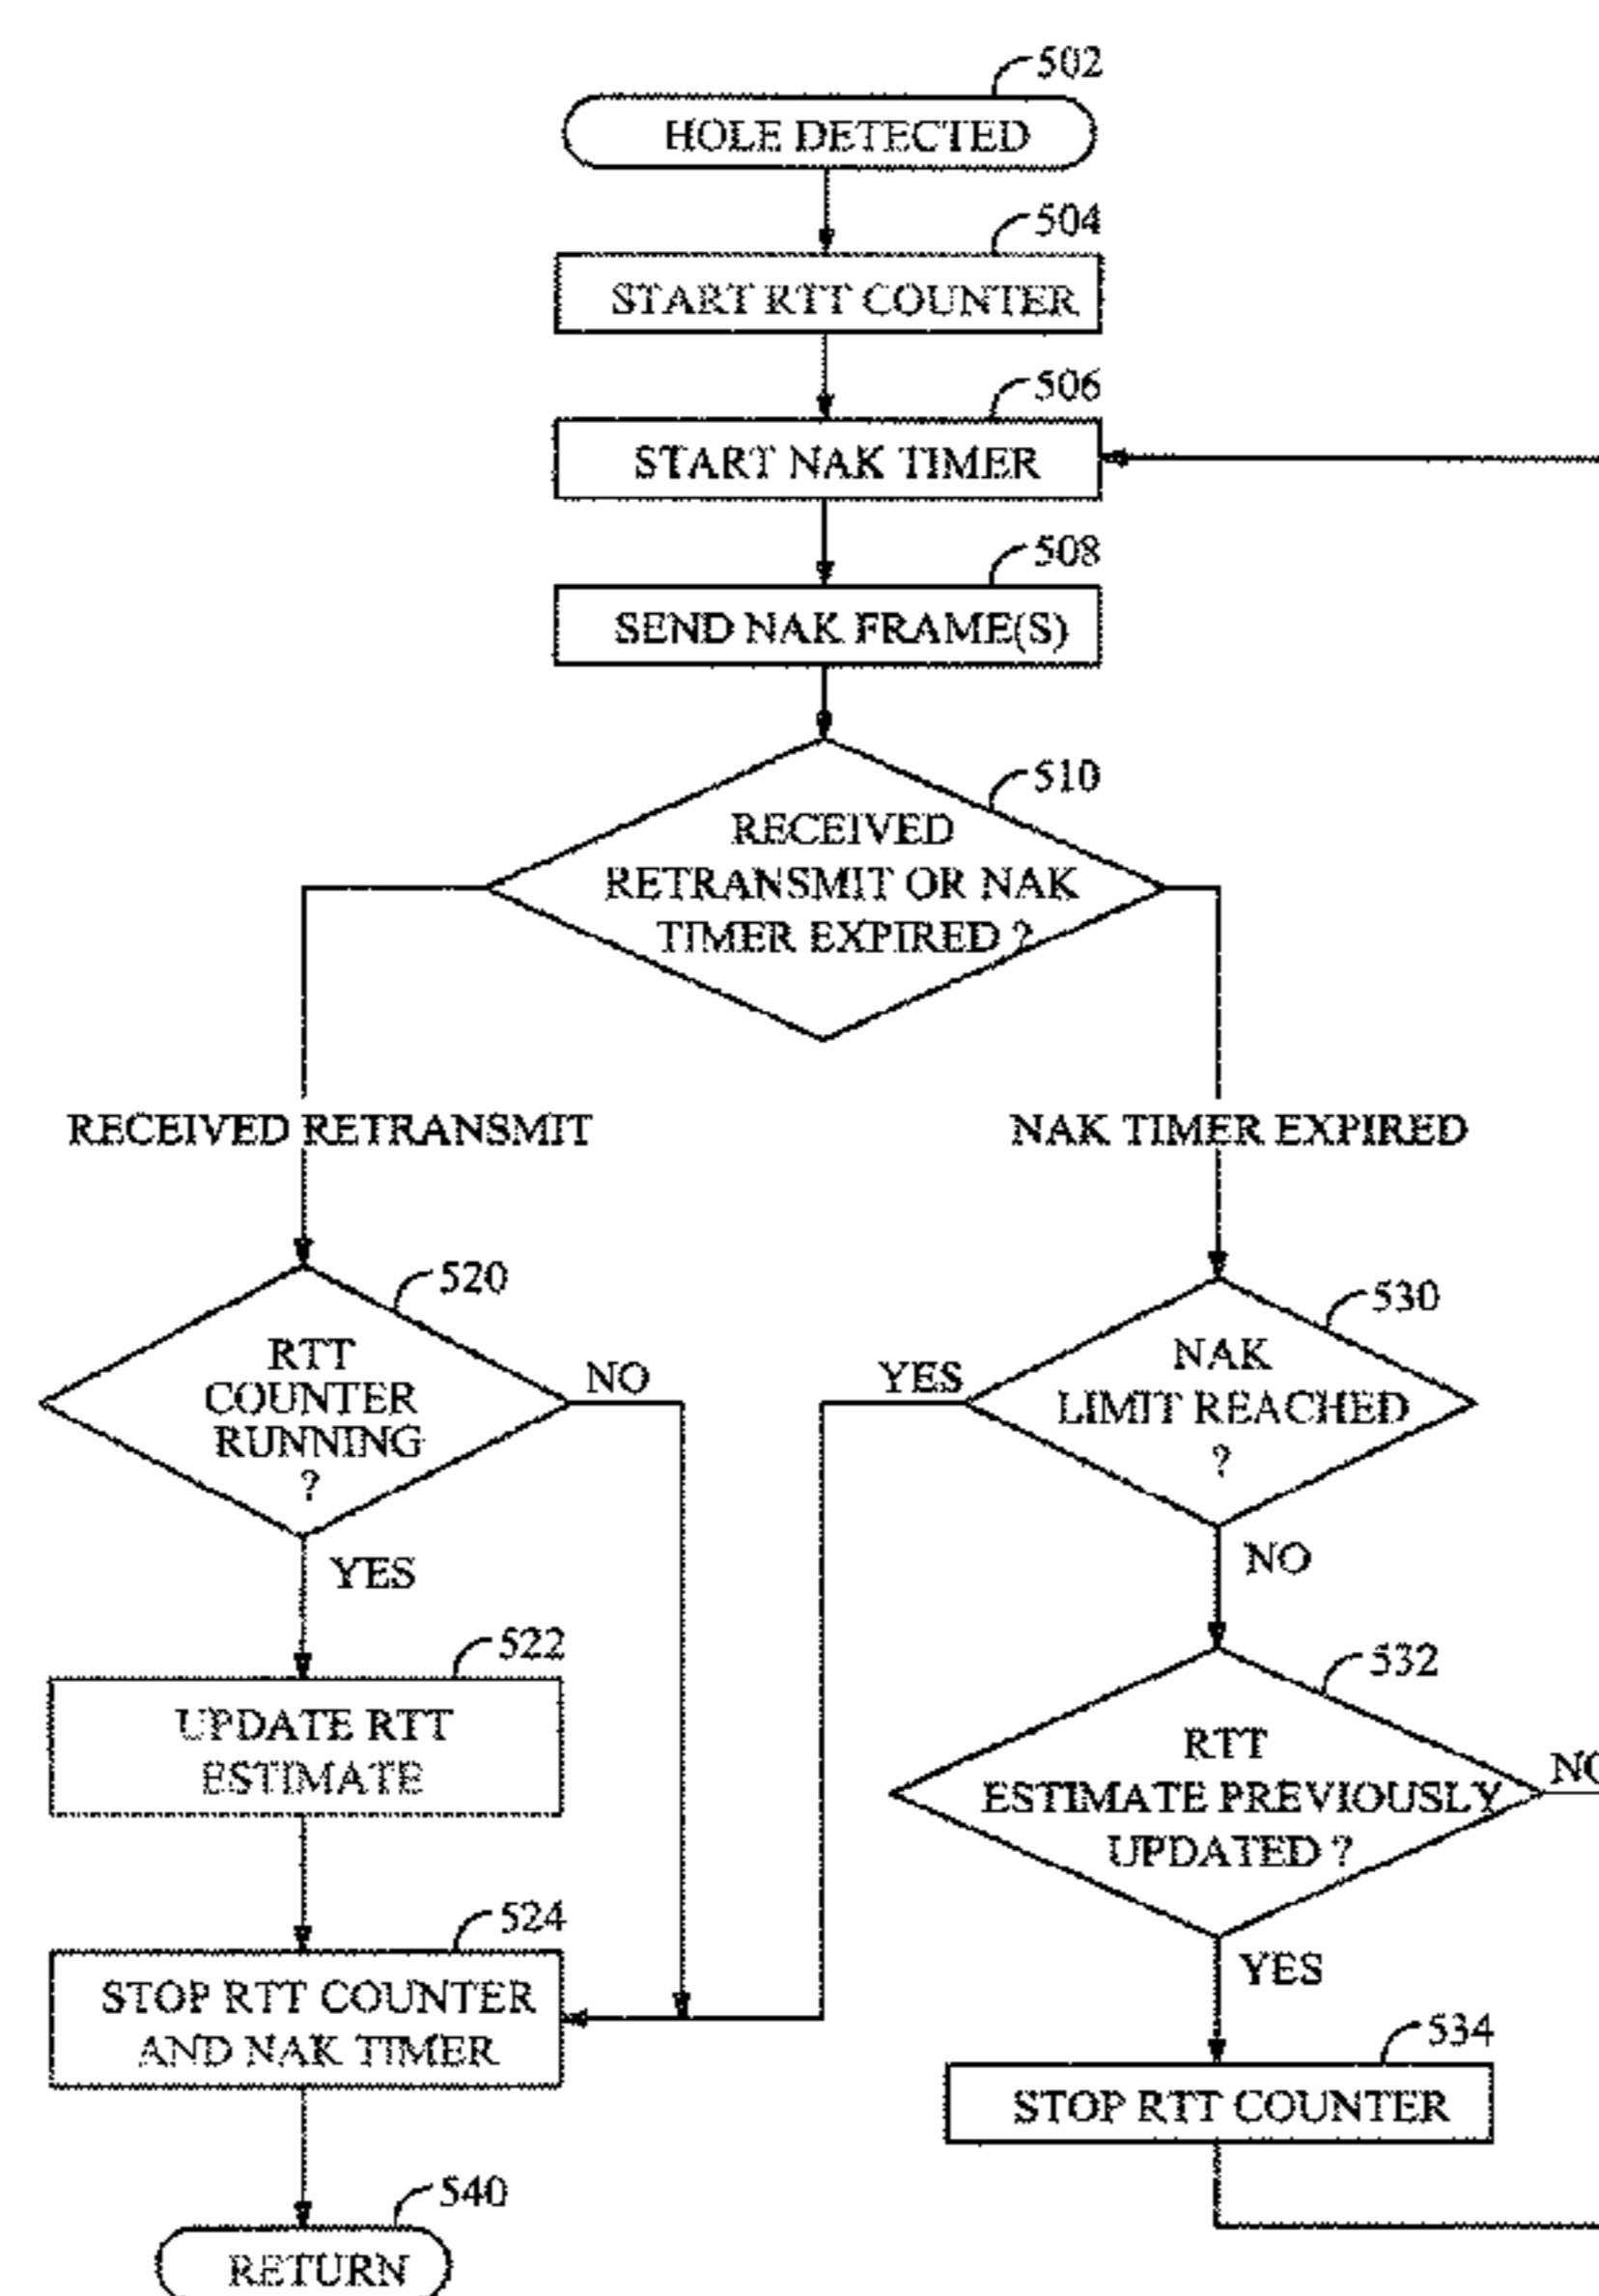 502
HOLE DETECTED
504
START RTT COUNTER
506
START NAK TIMER
508
SEND NAK FRAME(S)
510
RECEIVED
RETRANSMIT OR NAK
TIMER EXPIRED ?
RECEIVED RETRANSMIT
NAK TIMER EXPIRED
520
RTT
COUNTER
RUNNING
?
NO
YES
530
NAK
LIMIT REACHED
?
YES
NO
522
UPDATE RTT
ESTIMATE
532
RTT
ESTIMATE PREVIOUSLY
UPDATED ?
NO
YES
524
STOP RTT COUNTER
AND NAK TIMER
534
STOP RTT COUNTER
540
RETURN